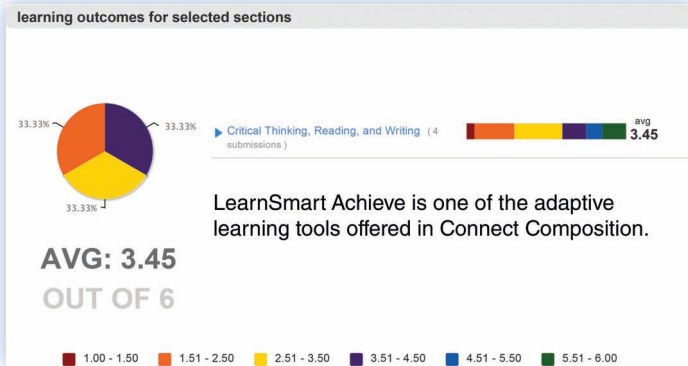 learning outcomes for selected sections
33.33%
33.33%
33.33%
Critical Thinking, Reading, and Writing (4
submissions)
avg
3.45
LearnSmart Achieve is one of the adaptive
learning tools offered in Connect Composition.
AVG: 3.45
OUT OF 6
1.00 - 1.50 1.51 - 2.50 2.51 - 3.50 3.51 - 4.50 4.51 - 5.50 5.51 - 6.00